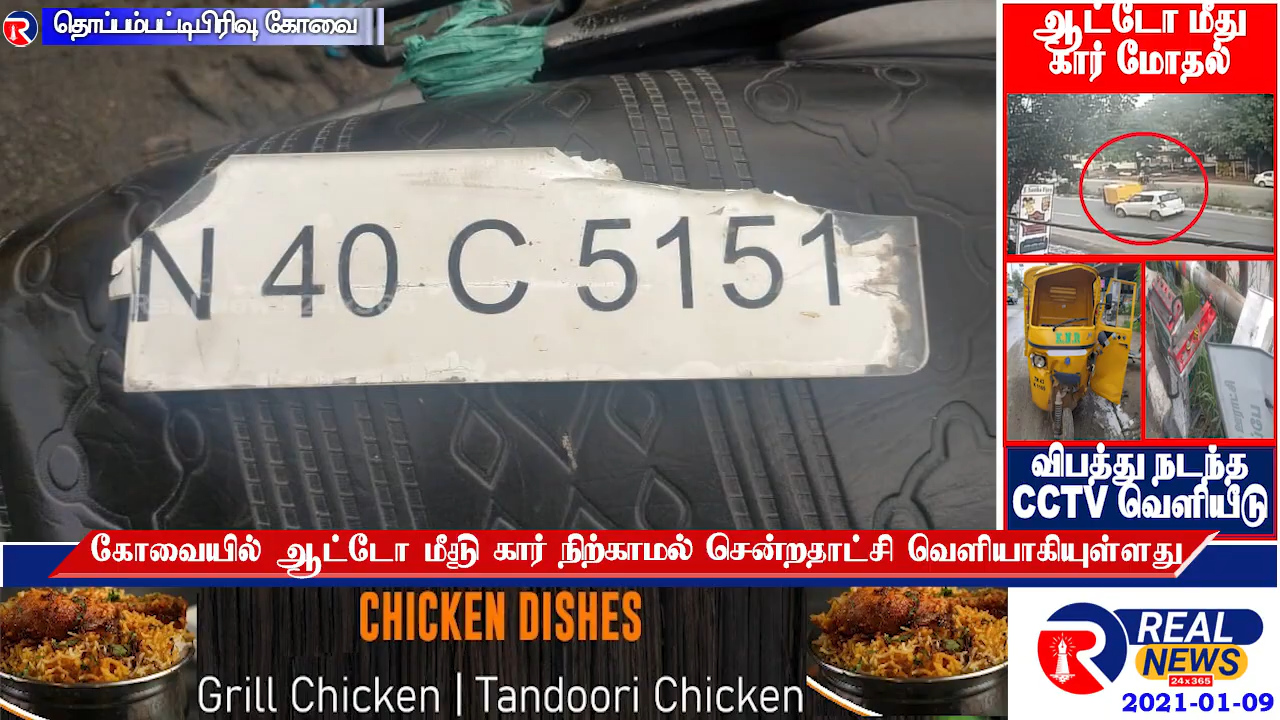 தொப்பம்பட்டிபிரிவு கோவை
ஆட்டோ மீது
கார் மோதல்
N 40 C 5151
E.N.R
விபத்து நடந்த
CCTV வெளியீடு
கோவையில் ஆட்டோ மீது கார் நிற்காமல் சென்றதாட்சி வெளியாகியுள்ளது
CHICKEN DISHES
Grill Chicken | Tandoori Chicken
R REAL
NEWS
24x365
2021-01-09